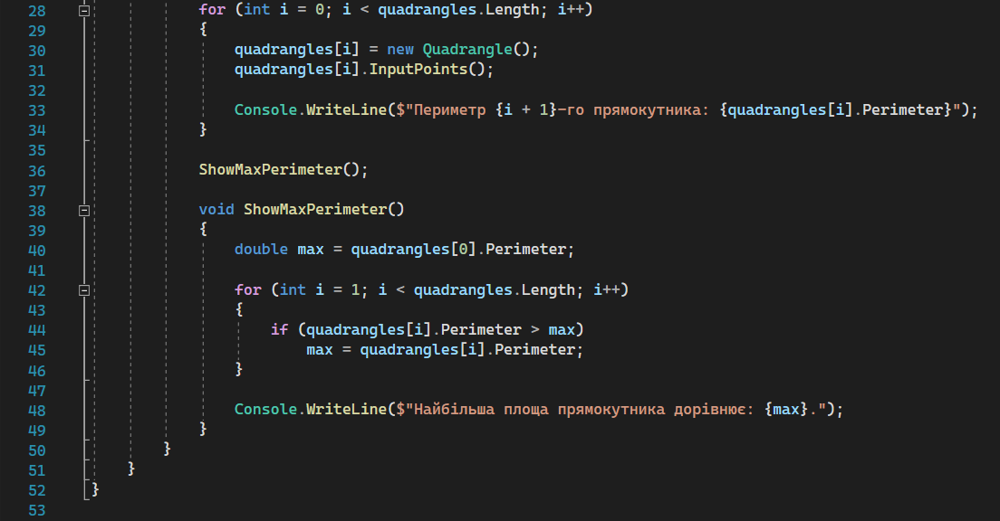 28 for (int i = 0; i < quadrangles.Length; i++)
29 {
30 quadrangles[i] = new Quadrangle();
31 quadrangles[i].InputPoints();
32
33 Console.WriteLine($"Периметр {i + 1}-го прямокутника: {quadrangles[i].Perimeter}");
34 }
35
36 ShowMaxPerimeter();
37
38 void ShowMaxPerimeter()
39 {
40 double max = quadrangles[0].Perimeter;
41
42 for (int i = 1; i < quadrangles.Length; i++)
43 {
44 if (quadrangles[i].Perimeter > max)
45 max = quadrangles[i].Perimeter;
46 }
47
48 Console.WriteLine($"Найбільша площа прямокутника дорівнює: {max}.");
49 }
50 }
51 }
52 }
53